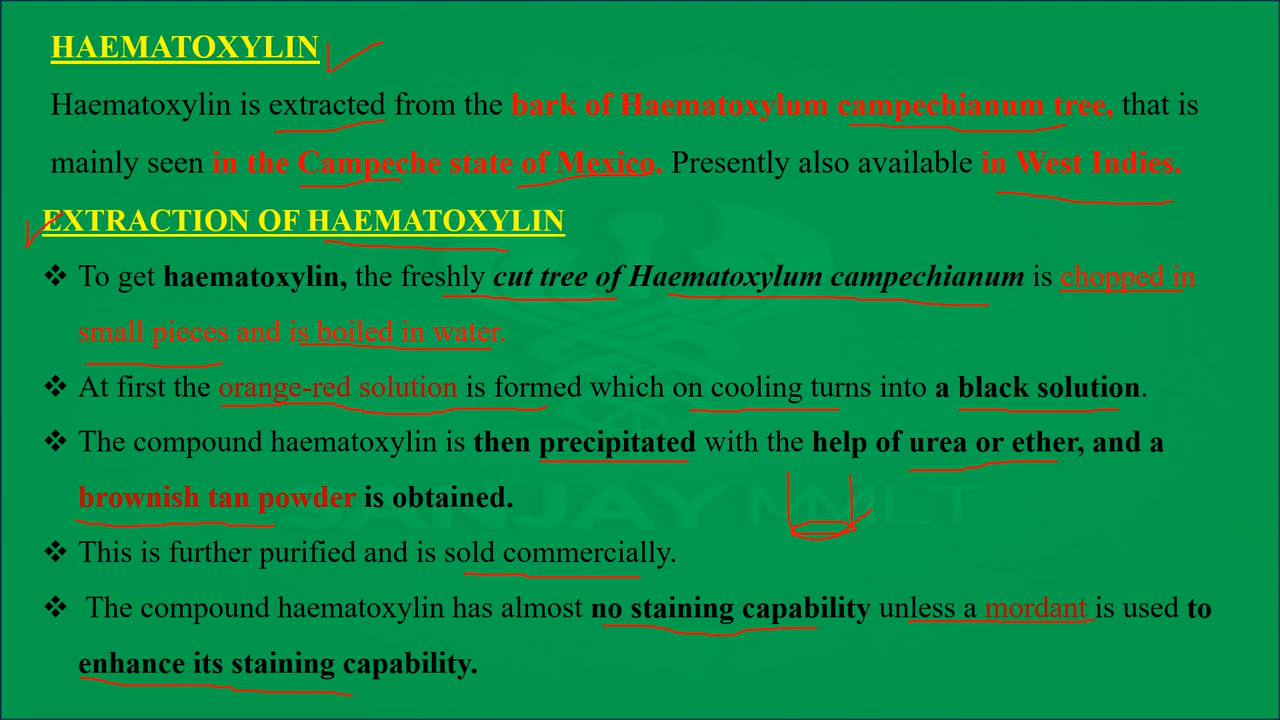 HAEMATOXYLIN
Haematoxylin is extracted from the bark of Haematoxylum campechianum tree, that is
mainly seen in the Campeche state of Mexico. Presently also available in West Indies.
EXTRACTION OF HAEMATOXYLIN
❖ To get haematoxylin, the freshly cut tree of Haematoxylum campechianum is chopped in
small pieces and is boiled in water.
❖ At first the orange-red solution is formed which on cooling turns into a black solution.
❖ The compound haematoxylin is then precipitated with the help of urea or ether, and a
brownish tan powder is obtained.
SANJAY MMLT
❖ This is further purified and is sold commercially.
❖ The compound haematoxylin has almost no staining capability unless a mordant is used to
enhance its staining capability.